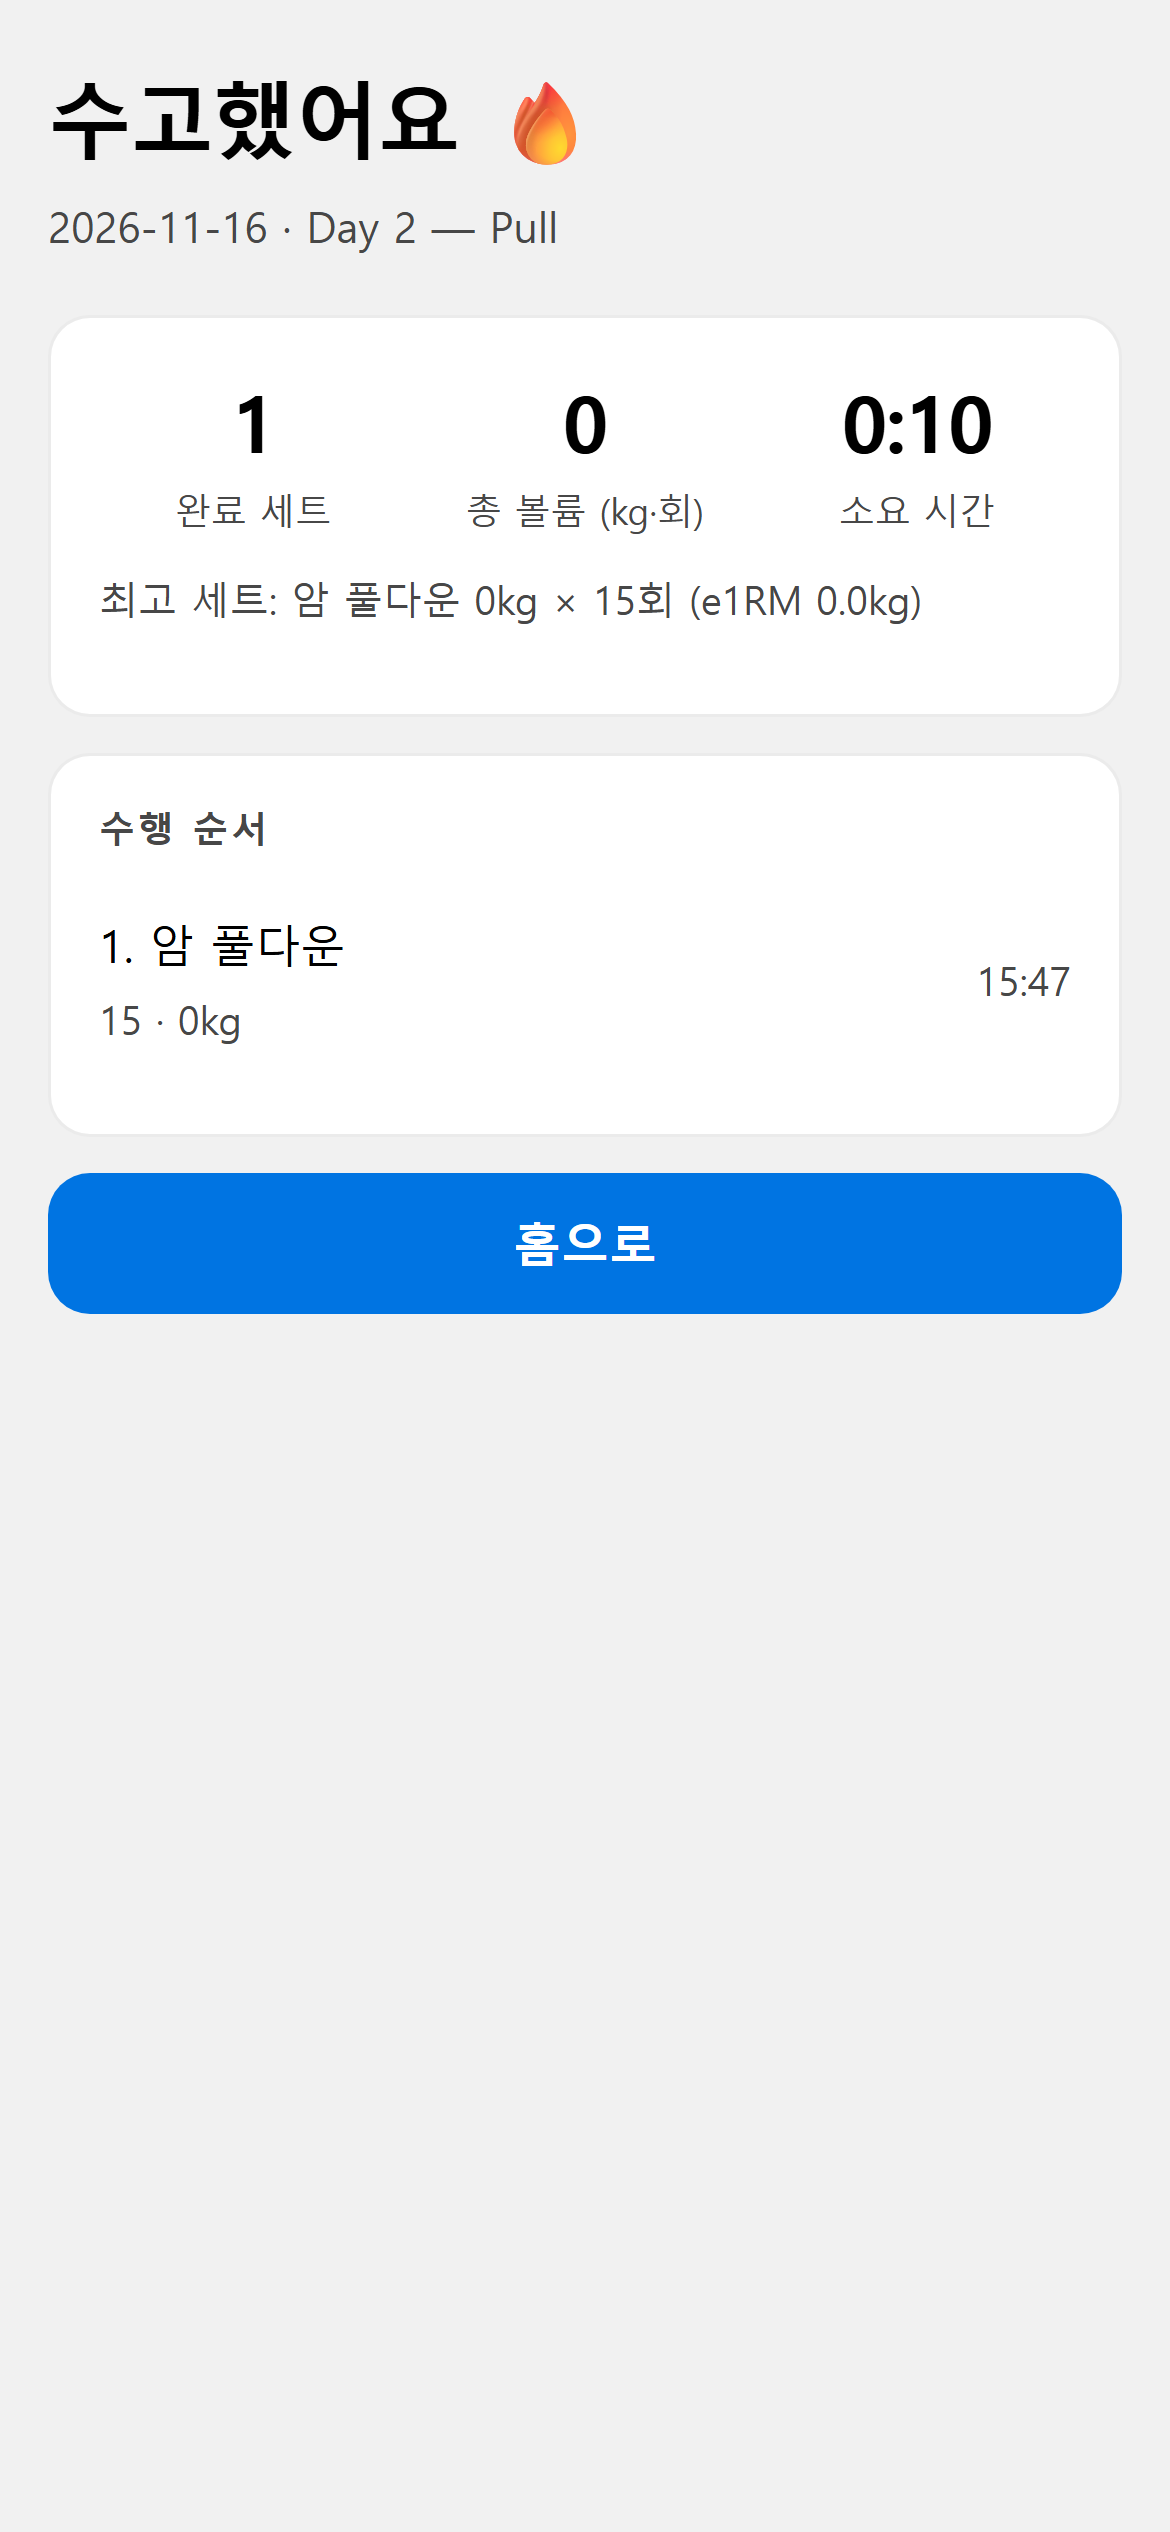 수고했어요 🔥
2026-11-16 · Day 2 — Pull
1
완료 세트
0
총 볼륨 (kg·회)
0:10
소요 시간
최고 세트: 암 풀다운 0kg × 15회 (e1RM 0.0kg)
수행 순서
1. 암 풀다운
15 · 0kg
15:47
홈으로